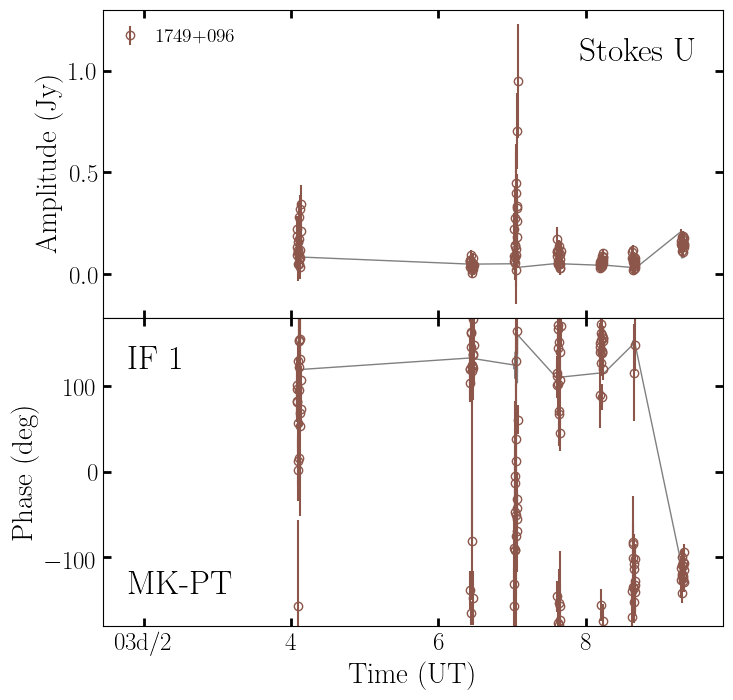 1749+096
Stokes U
Amplitude (Jy)
1.0
0.5
0.0
IF 1
MK-PT
Phase (deg)
100
0
−100
03d/2
4
6
8
Time (UT)